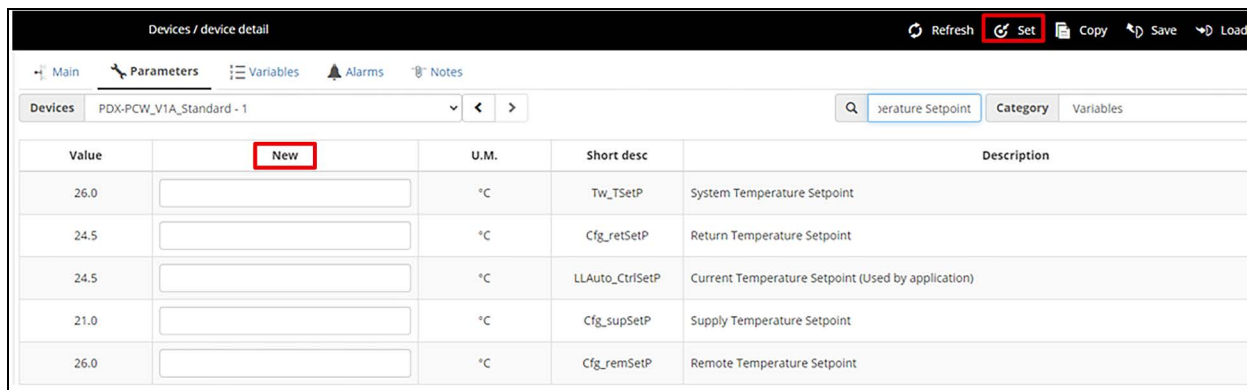 Devices / device detail Refresh Set Copy Save Load
Main Parameters Variables Alarms Notes
Devices PDX-PCW_V1A_Standard - 1 erature Setpoint Category Variables
Value New U.M. Short desc Description
26.0 °C Tw_TSetP System Temperature Setpoint
24.5 °C Cfg_retSetP Return Temperature Setpoint
24.5 °C LLAuto_CtrlSetP Current Temperature Setpoint (Used by application)
21.0 °C Cfg_supSetP Supply Temperature Setpoint
26.0 °C Cfg_remSetP Remote Temperature Setpoint